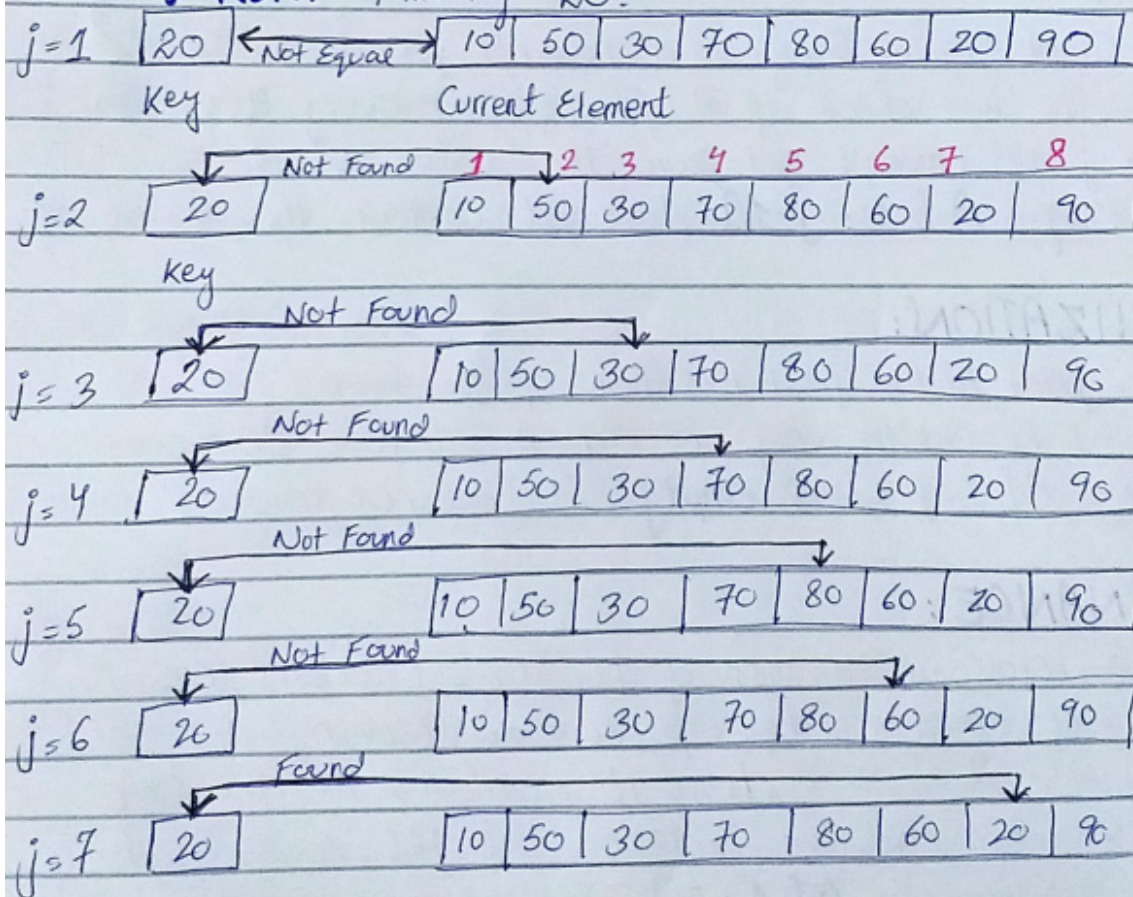 j=1 20 Not Equal 10 50 30 70 80 60 20 90
Key Current Element
Not Found 1 2 3 4 5 6 7 8
j=2 20 10 50 30 70 80 60 20 90
Key
Not Found
j=3 20 10 50 30 70 80 60 20 90
Not Found
j=4 20 10 50 30 70 80 60 20 90
Not Found
j=5 20 10 50 30 70 80 60 20 90
Not Found
j=6 20 10 50 30 70 80 60 20 90
Found
j=7 20 10 50 30 70 80 60 20 90